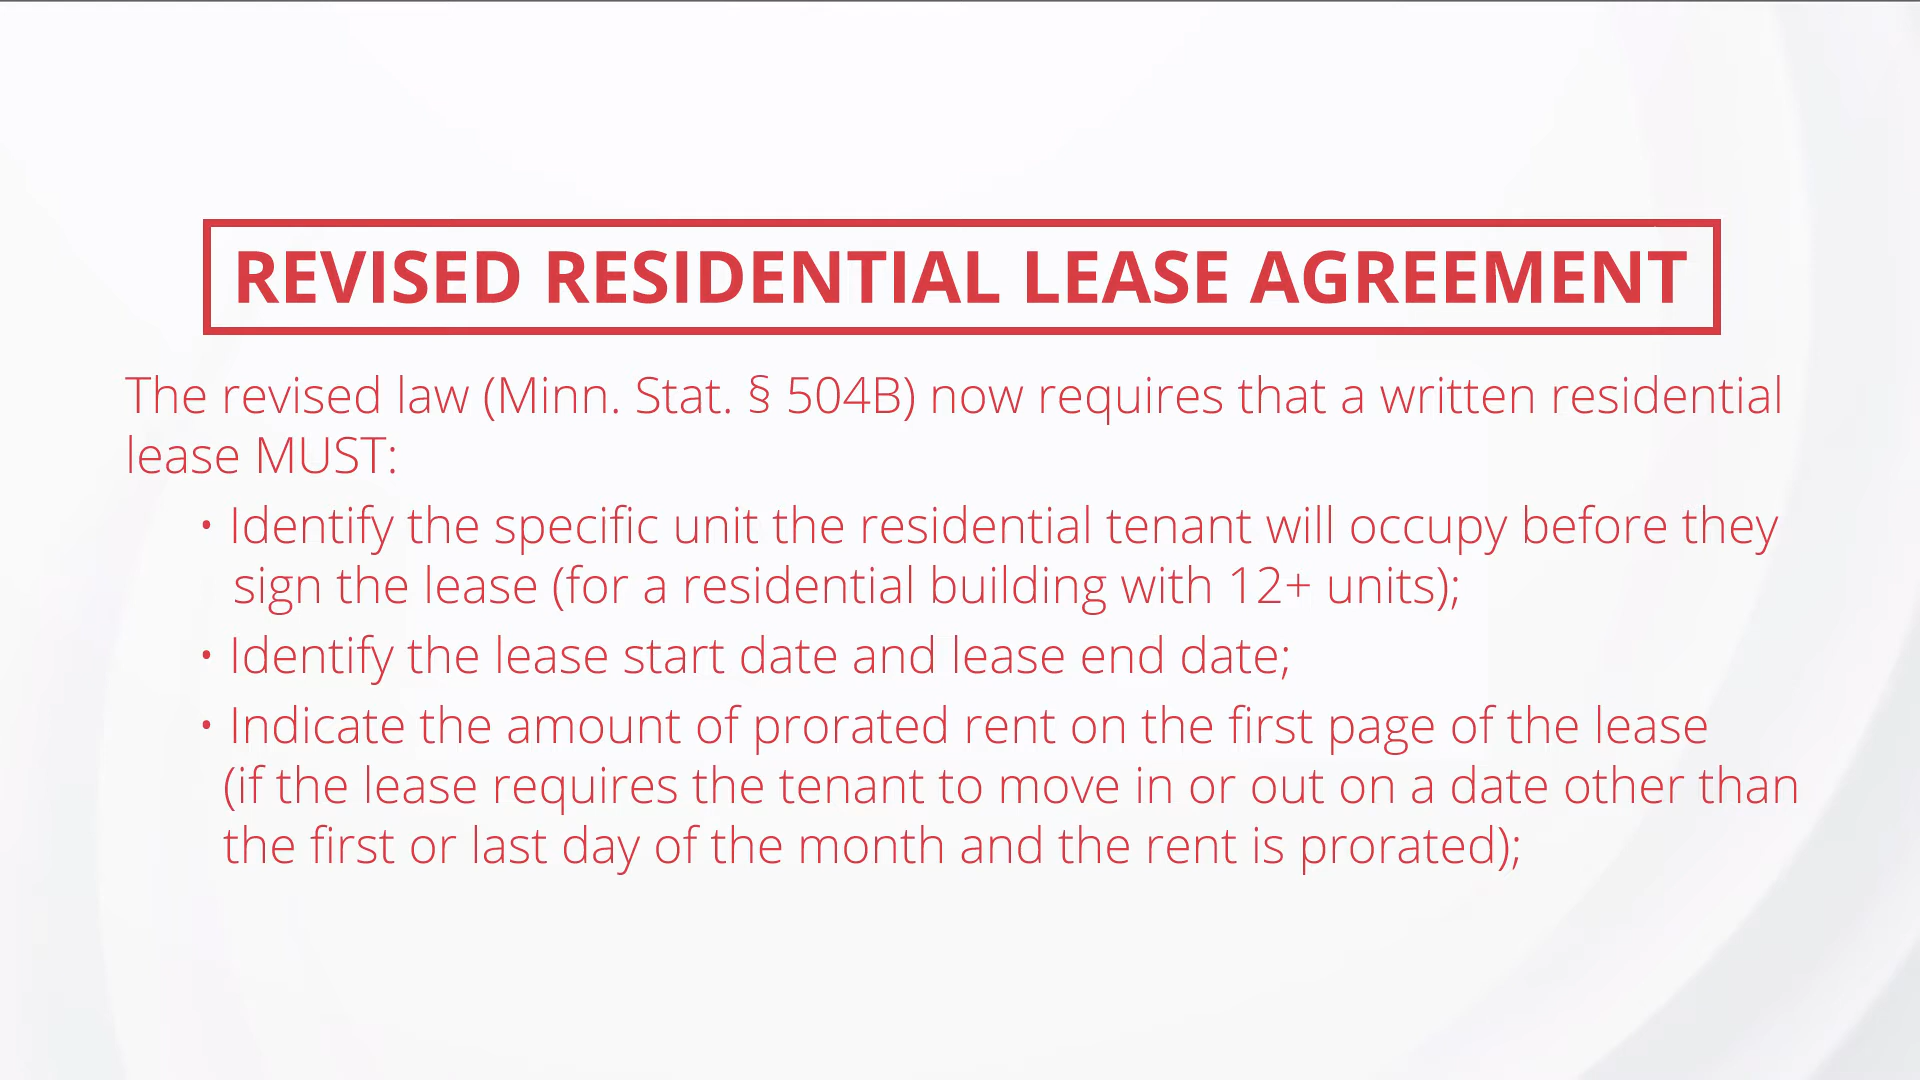 REVISED RESIDENTIAL LEASE AGREEMENT
The revised law (Minn. Stat. § 504B) now requires that a written residential
lease MUST:
• Identify the specific unit the residential tenant will occupy before they
sign the lease (for a residential building with 12+ units);
• Identify the lease start date and lease end date;
• Indicate the amount of prorated rent on the first page of the lease
(if the lease requires the tenant to move in or out on a date other than
the first or last day of the month and the rent is prorated);